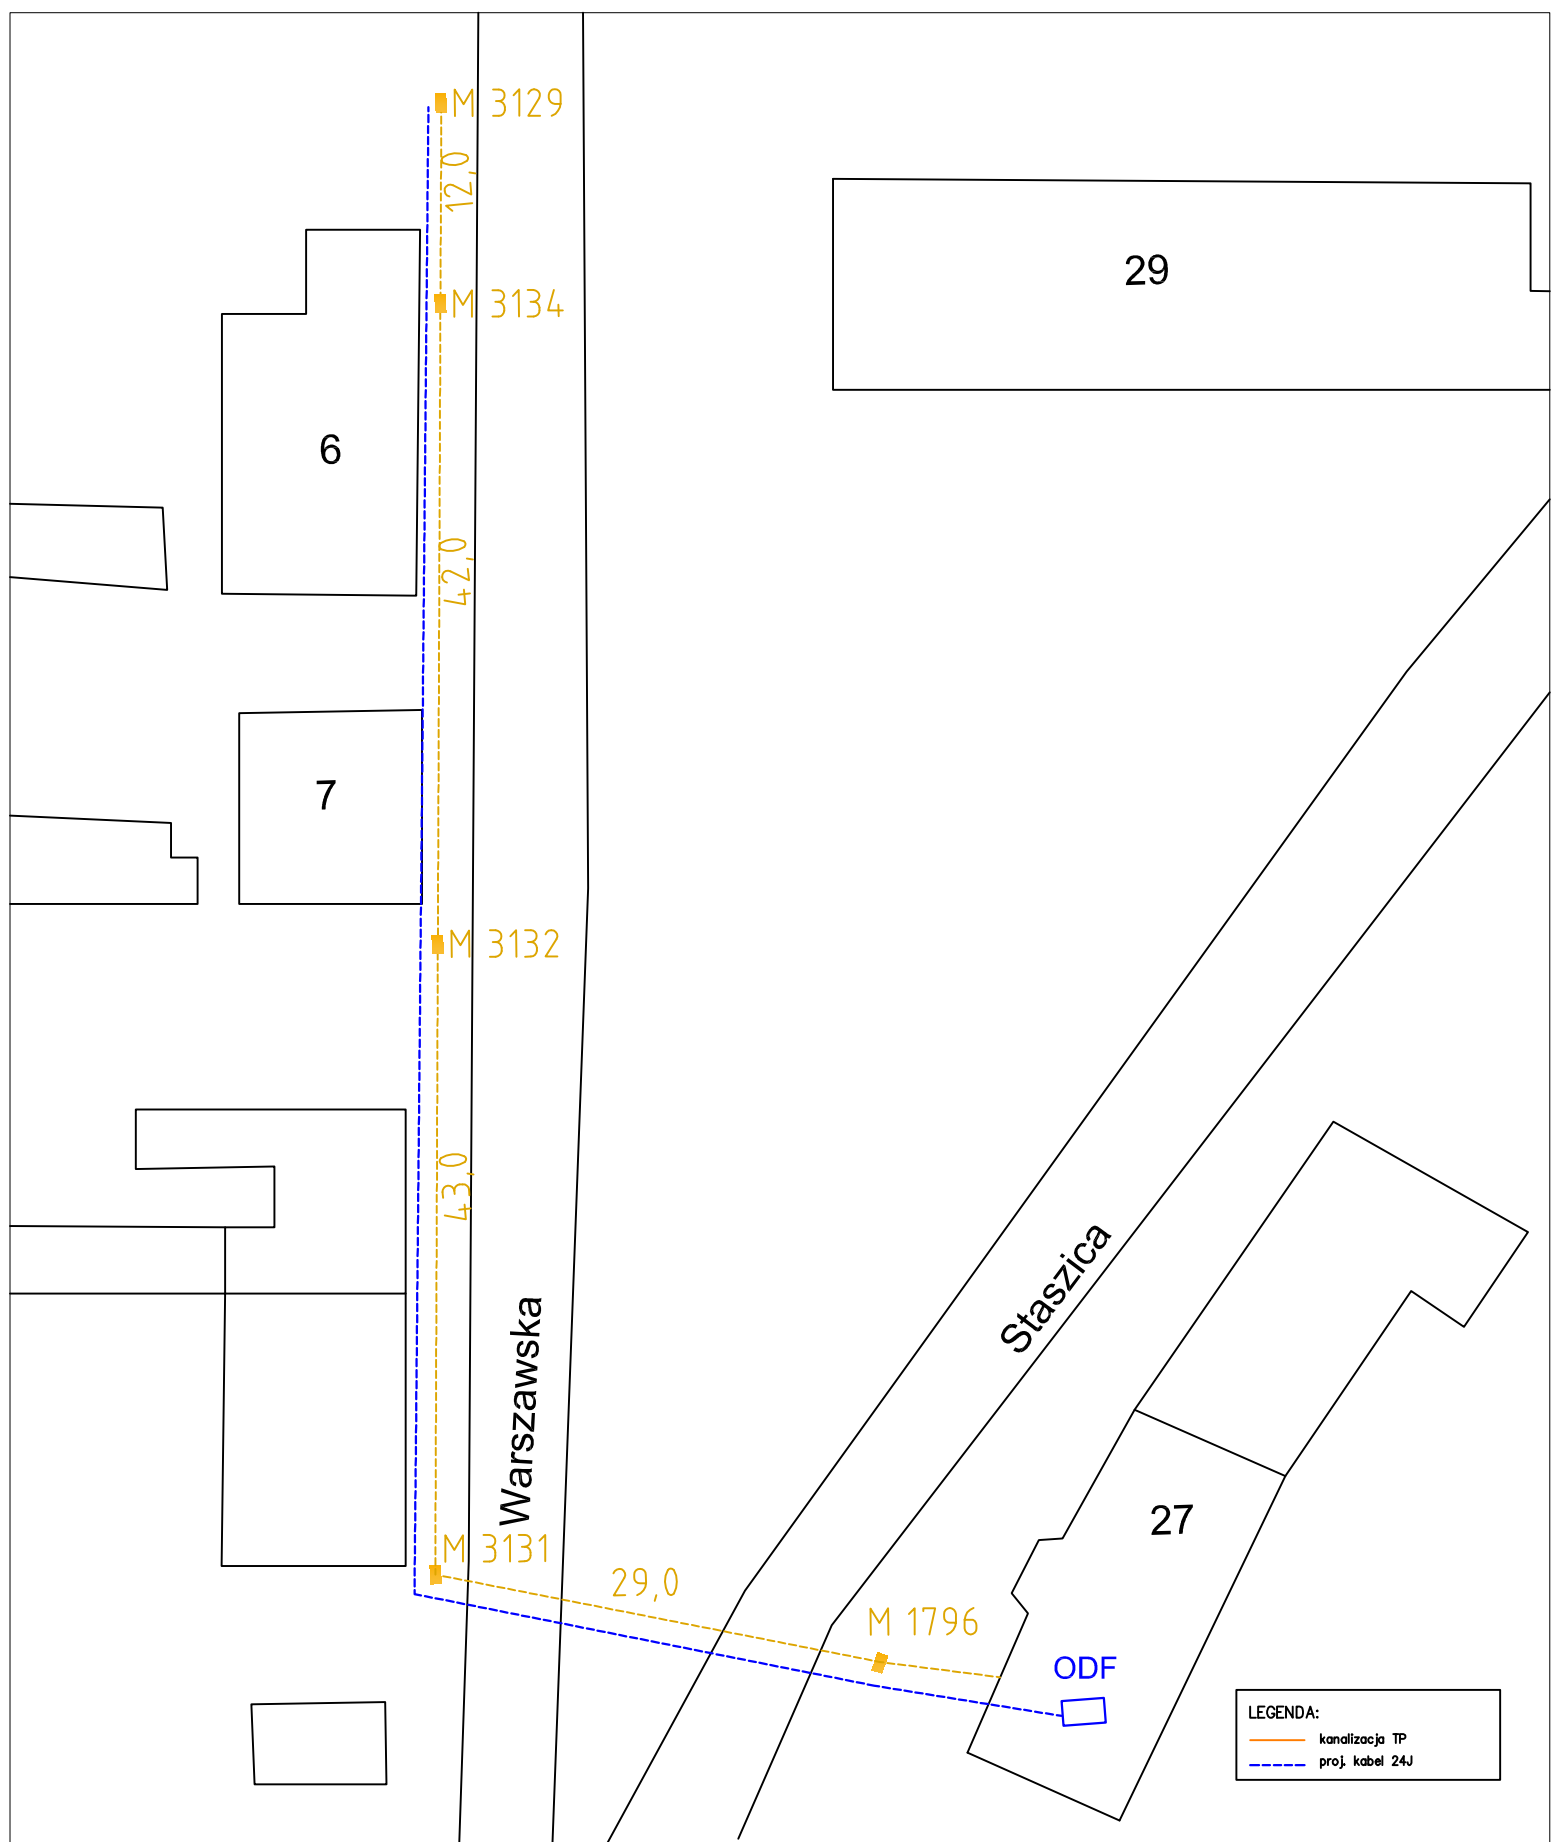 M 3129
12,0
M 3134
29
6
42,0
7
M 3132
43,0
Warszawska
Staszica
M 3131
29,0
M 1796
27
ODF
LEGENDA:
kanalizacja TP
proj. kabel 24J